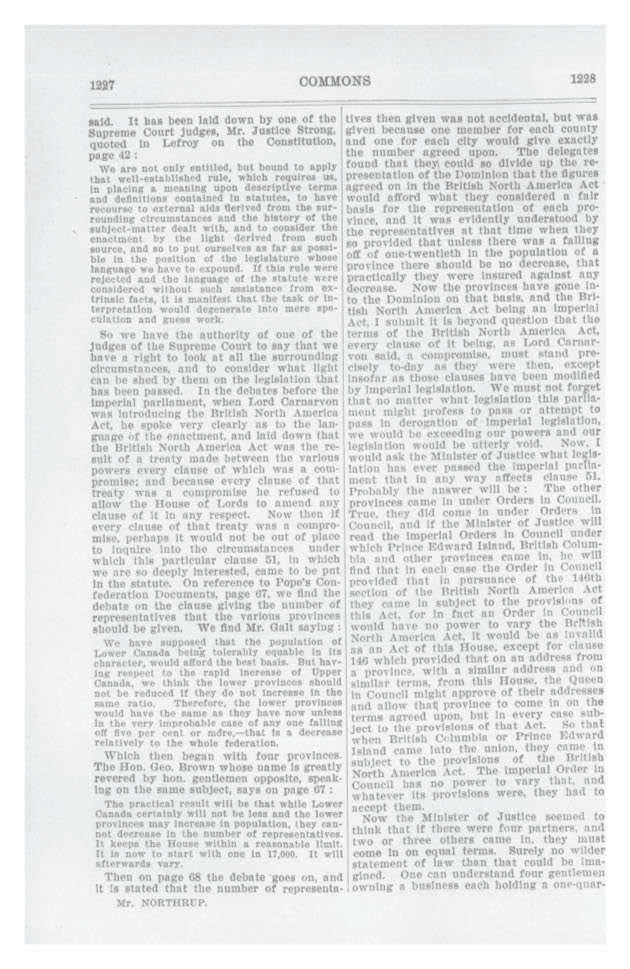 1227
COMMONS
1228
said. It has been laid down by one of the
Supreme Court judges, Mr. Justice Strong,
quoted in Lefroy on the Constitution,
page 42 :
We are not only entitled, but bound to apply
that well-established rule, which requires us,
in placing a meaning upon descriptive terms
and definitions contained in statutes, to have
recourse to external aids derived from the sur-
rounding circumstances and the history of the
subject-matter dealt with, and to consider the
enactment by the light derived from such
source, and so to put ourselves as far as possi-
ble in the position of the legislature whose
language we have to expound. If this rule were
rejected and the language of the statute were
considered without such assistance from ex-
trinsic facts, it is manifest that the task or in-
terpretation would degenerate into mere spe-
culation and guess work.
So we have the authority of one of the
judges of the Supreme Court to say that we
have a right to look at all the surrounding
circumstances, and to consider what light
can be shed by them on the legislation that
has been passed. In the debates before the
imperial parliament, when Lord Carnarvon
was introducing the British North America
Act, he spoke very clearly as to the lan-
guage of the enactment, and laid down that
the British North America Act was the re-
sult of a treaty made between the various
powers every clause of which was a com-
promise; and because every clause of that
treaty was a compromise he refused to
allow the House of Lords to amend any
clause of it in any respect. Now then if
every clause of that treaty was a compro-
mise, perhaps it would not be out of place
to inquire into the circumstances under
which this particular clause 51, in which
we are so deeply interested, came to be put
in the statute. On reference to Pope's Con-
federation Documents, page 67, we find the
debate on the clause giving the number of
representatives that the various provinces
should be given. We find Mr. Galt saying :
We have supposed that the population of
Lower Canada being tolerably equable in its
character, would afford the best basis. But hav-
ing respect to the rapid increase of Upper
Canada, we think the lower provinces should
not be reduced if they do not increase in the
same ratio. Therefore, the lower provinces
would have the same as they have now unless
in the very improbable case of any one falling
off five per cent or more,—that is a decrease
relatively to the whole federation.
Which then began with four provinces.
The Hon. Geo. Brown whose name is greatly
revered by hon. gentlemen opposite, speak-
ing on the same subject, says on page 67 :
The practical result will be that while Lower
Canada certainly will not be less and the lower
provinces may increase in population, they can-
not decrease in the number of representatives.
It keeps the House within a reasonable limit.
It is now to start with one in 17,000. It will
afterwards vary.
Then on page 68 the debate goes on, and
it is stated that the number of representa-
Mr. NORTHRUP.
tives then given was not accidental, but was
given because one member for each county
and one for each city would give exactly
the number agreed upon. The delegates
found that they could so divide up the re-
presentation of the Dominion that the figures
agreed on in the British North America Act
would afford what they considered a fair
basis for the representation of each pro-
vince, and it was evidently understood by
the representatives at that time when they
so provided that unless there was a falling
off of one-twentieth in the population of a
province there should be no decrease, that
practically they were insured against any
decrease. Now the provinces have gone in-
to the Dominion on that basis, and the Bri-
tish North America Act being an imperial
Act, I submit it is beyond question that the
terms of the British North America Act,
every clause of it being, as Lord Carnar-
von said, a compromise, must stand pre-
cisely to-day as they were then, except
insofar as those clauses have been modified
by imperial legislation. We must not forget
that no matter what legislation this parlia-
ment might profess to pass or attempt to
pass in derogation of imperial legislation,
we would be exceeding our powers and our
legislation would be utterly void. Now, I
would ask the Minister of Justice what legis-
lation has ever passed the imperial parlia-
ment that in any way affects clause 51.
Probably the answer will be : The other
provinces came in under Orders in Council.
True, they did come in under Orders in
Council, and if the Minister of Justice will
read the imperial Orders in Council under
which Prince Edward Island, British Colum-
bia and other provinces came in, he will
find that in each case the Order in Council
provided that in pursuance of the 146th
section of the British North America Act
they came in subject to the provisions of
this Act, for in fact an Order in Council
would have no power to vary the British
North America Act, it would be as invalid
as an Act of this House, except for clause
146 which provided that on an address from
a province, with a similar address and on
similar terms, from this House, the Queen
in Council might approve of their addresses
and allow that province to come in on the
terms agreed upon, but in every case sub-
ject to the provisions of that Act. So that
when British Columbia or Prince Edward
Island came into the union, they came in
subject to the provisions of the British
North America Act. The imperial Order in
Council has no power to vary that, and
whatever its provisions were, they had to
accept them.
Now the Minister of Justice seemed to
think that if there were four partners, and
two or three others came in, they must
come in on equal terms. Surely no wilder
statement of law than that could be ima-
gined. One can understand four gentlemen
owning a business each holding a one-quar-